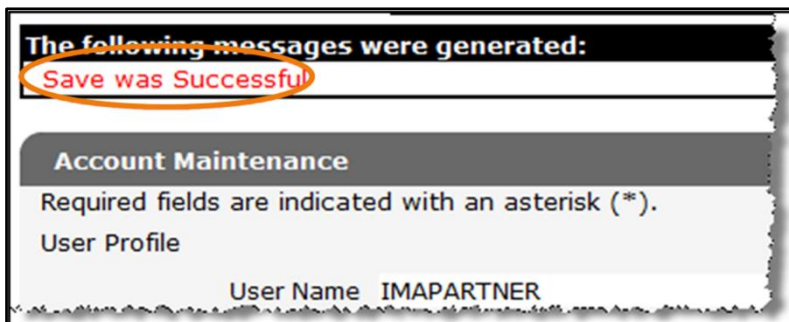 The following messages were generated:
Save was Successful
Account Maintenance
Required fields are indicated with an asterisk (*).
User Profile
User Name IMAPARTNER